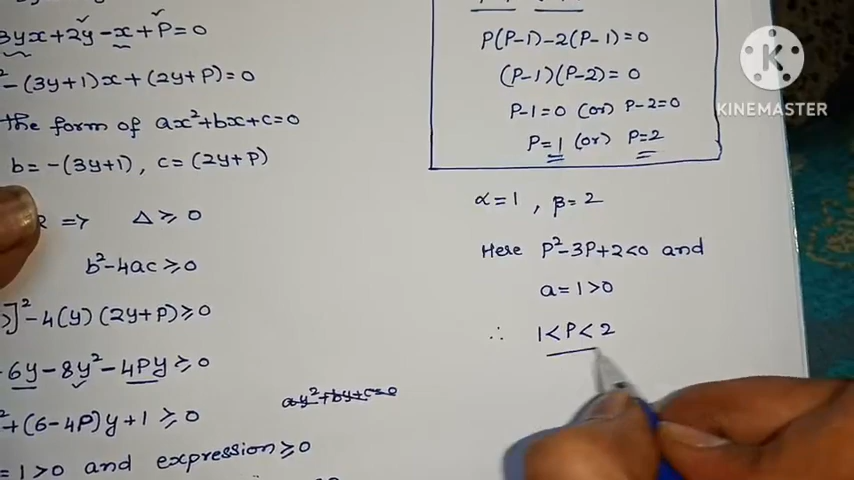 3yx+2y-x+P=0
²-(3y+1)x+(2y+P)=0
the form of ax²+bx+c=0
b=-(3y+1), c=(2y+P)
R => Δ≥0
b²-4ac≥0
)]²-4(y)(2y+P)≥0
-6y-8y²-4Py≥0
²+(6-4P)y+1≥0
=1>0 and expression≥0
ay²+by+c=0
P(P-1)-2(P-1)=0
(P-1)(P-2)=0
P-1=0 (or) P-2=0
P=1 (or) P=2
α=1, β=2
Here P²-3P+2<0 and
a=1>0
∴ 1<P<2
KINEMASTER